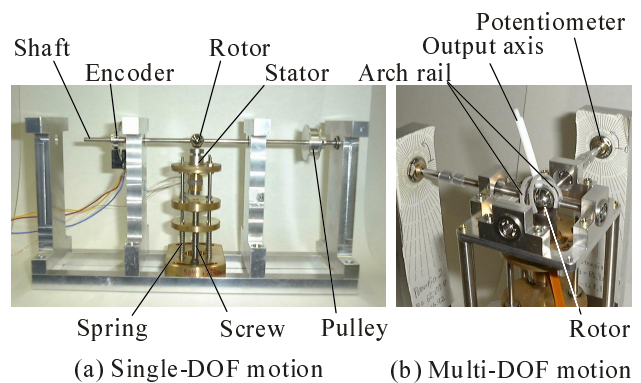 Potentiometer
Output axis
Shaft
Rotor
Encoder
Stator
Arch rail
Spring
Screw
Pulley
Rotor
(a) Single-DOF motion
(b) Multi-DOF motion